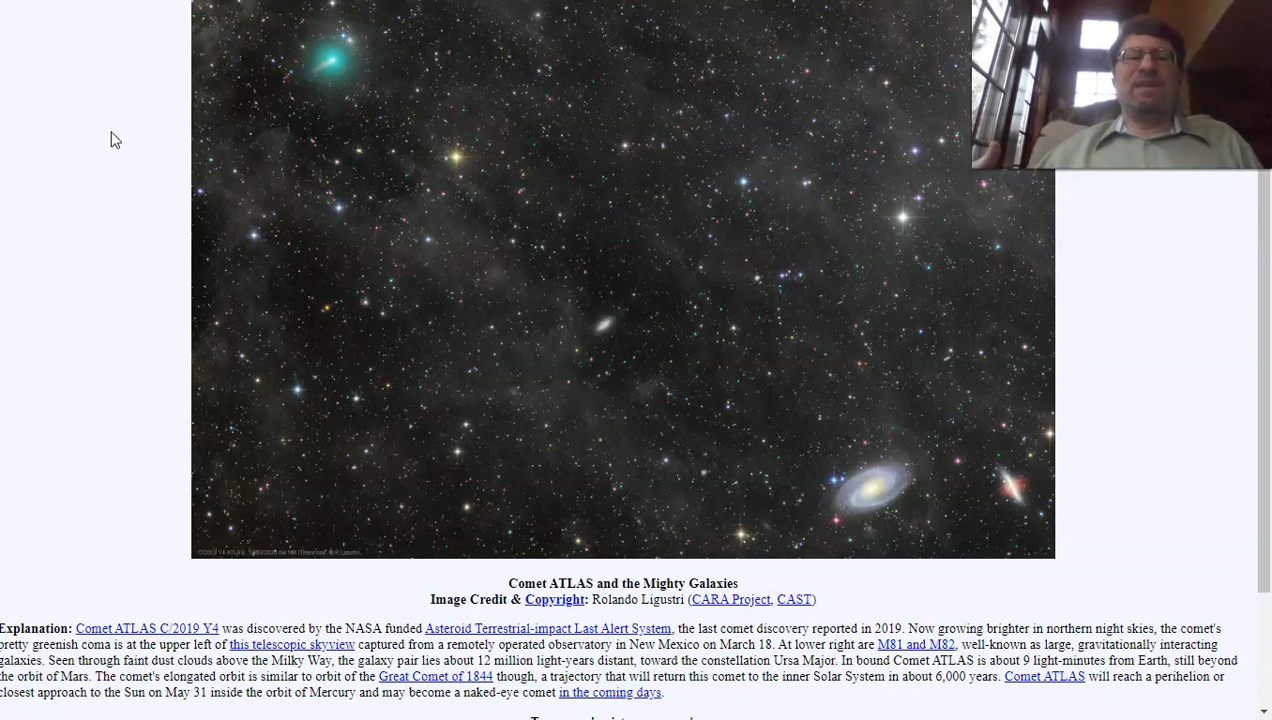 Comet ATLAS and the Mighty Galaxies
Image Credit & Copyright: Rolando Ligustri (CARA Project, CAST)
Explanation: Comet ATLAS C/2019 Y4 was discovered by the NASA funded Asteroid Terrestrial-impact Last Alert System, the last comet discovery reported in 2019. Now growing brighter in northern night skies, the comet's
pretty greenish coma is at the upper left of this telescopic skyview captured from a remotely operated observatory in New Mexico on March 18. At lower right are M81 and M82, well-known as large, gravitationally interacting
galaxies. Seen through faint dust clouds above the Milky Way, the galaxy pair lies about 12 million light-years distant, toward the constellation Ursa Major. In bound Comet ATLAS is about 9 light-minutes from Earth, still beyond
the orbit of Mars. The comet's elongated orbit is similar to orbit of the Great Comet of 1844 though, a trajectory that will return this comet to the inner Solar System in about 6,000 years. Comet ATLAS will reach a perihelion or
closest approach to the Sun on May 31 inside the orbit of Mercury and may become a naked-eye comet in the coming days.